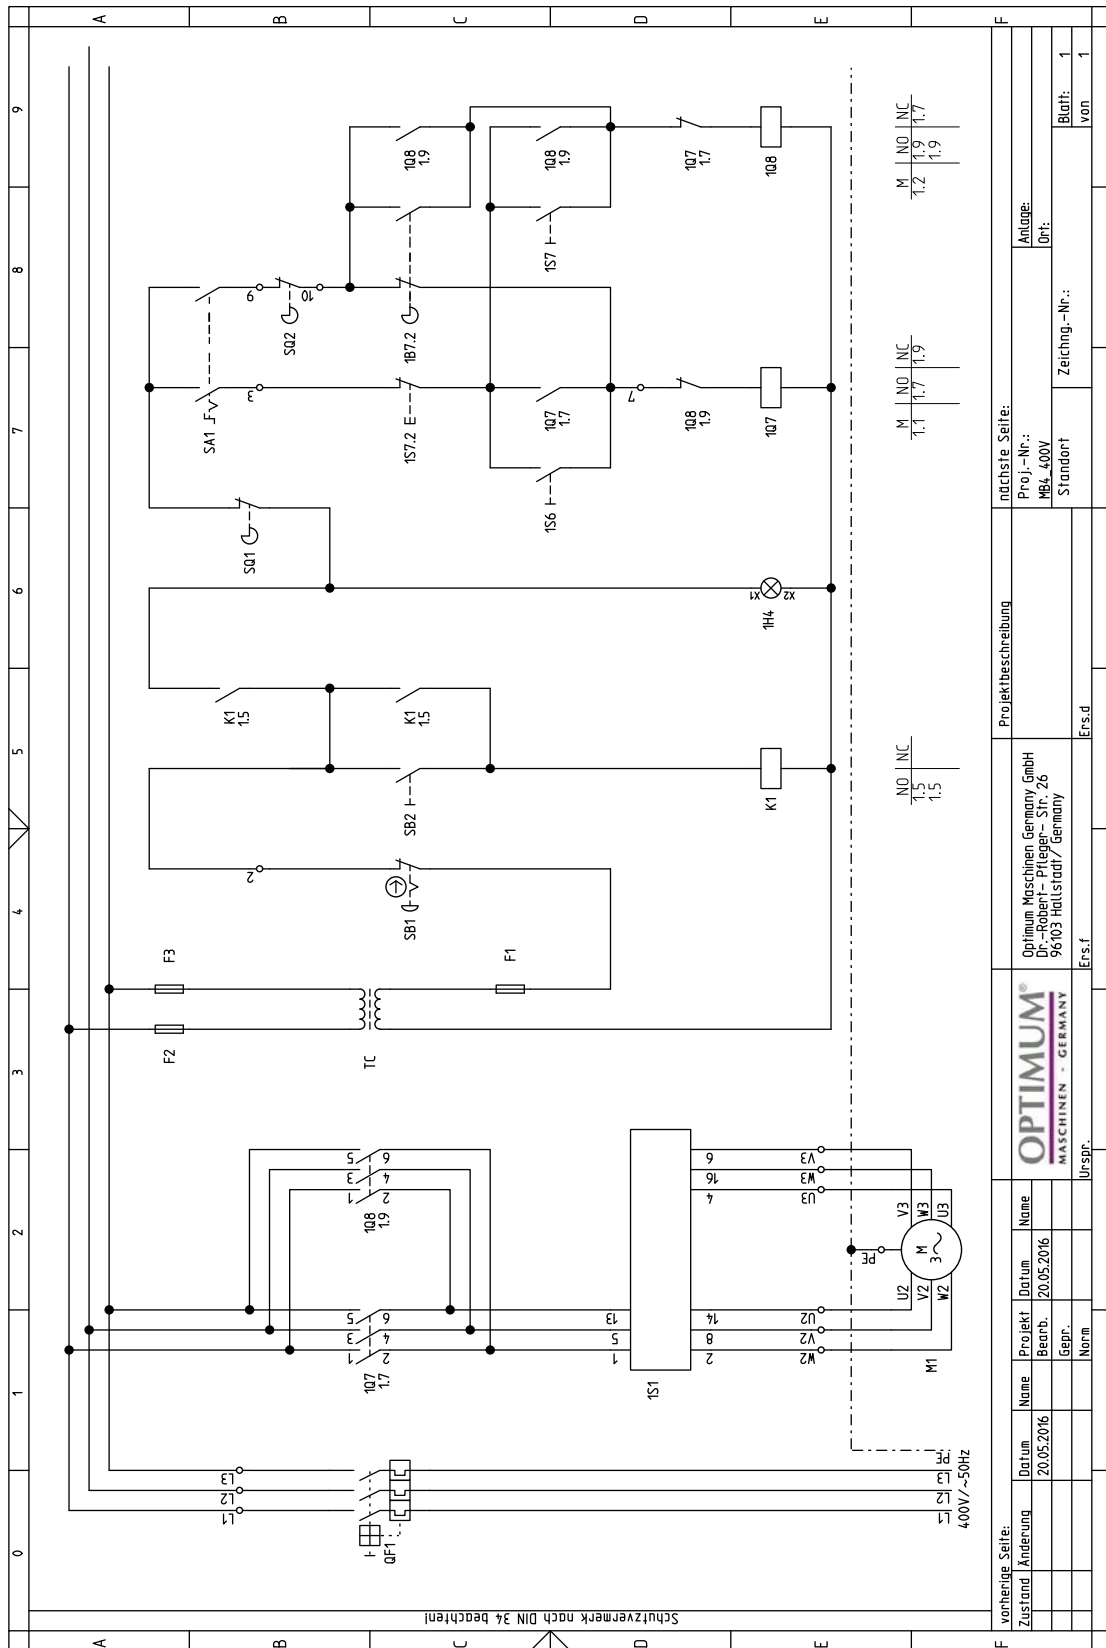 0 1 2 3 4 5 6 7 8 9
A
B
C
D
E
F
A
B
C
D
E
F
Schutzvermerk nach DIN 34 beachten!
L1
L2
L3
QF1
L1
L2
L3
PE
400V/~50Hz
1Q7
1.7
1 3 5
2 4 6
1Q8
1.9
1 3 5
2 4 6
1S1
1 5 13
2 8 14
4 16 6
W2 V2 U2
U3 W3 V3
PE
M1
M
3
U2
V2
W2
V3
W3
U3
F2
F3
TC
F1
2
SB1
SB2
K1
1.5
K1
1.5
K1
NO NC
1.5
1.5
SQ1
1H4
X1
X2
SA1
3
9
SQ2
10
1S7.2
1B7.2
1Q8
1.9
1S6
1Q7
1.7
1S7
1Q8
1.9
7
1Q8
1.9
1Q7
1.7
1Q7
1Q8
M NO NC
1.1 1.7 1.9
M NO NC
1.2 1.9 1.7
1.9
vorherige Seite:
Zustand Änderung Datum Name
20.05.2016
Projekt Datum Name
Bearb. 20.05.2016
Gepr.
Norm
Urspr.
OPTIMUM®
MASCHINEN - GERMANY
Optimum Maschinen Germany GmbH
Dr.-Robert- Pfleger- Str. 26
96103 Hallstadt/ Germany
Ers.f
Ers.d
Projektbeschreibung
nächste Seite:
Proj.-Nr.:
MB4_400V
Standort
Zeichng.-Nr.:
Anlage:
Ort:
Blatt: 1
von 1